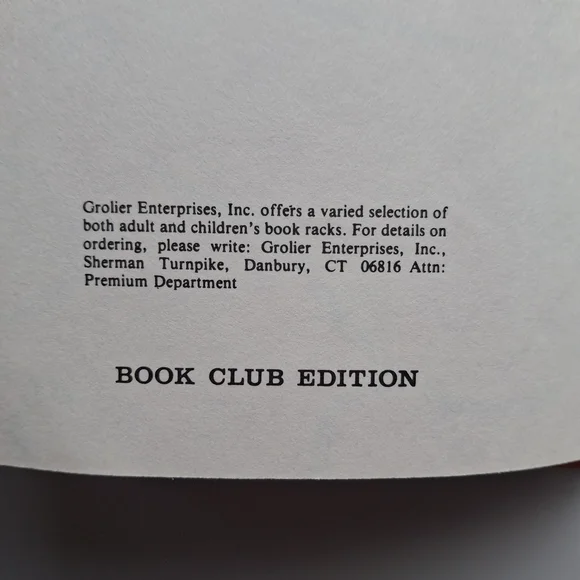 Grolier Enterprises, Inc. offers a varied selection of
both adult and children's book racks. For details on
ordering, please write: Grolier Enterprises, Inc.,
Sherman Turnpike, Danbury, CT 06816 Attn:
Premium Department
BOOK CLUB EDITION